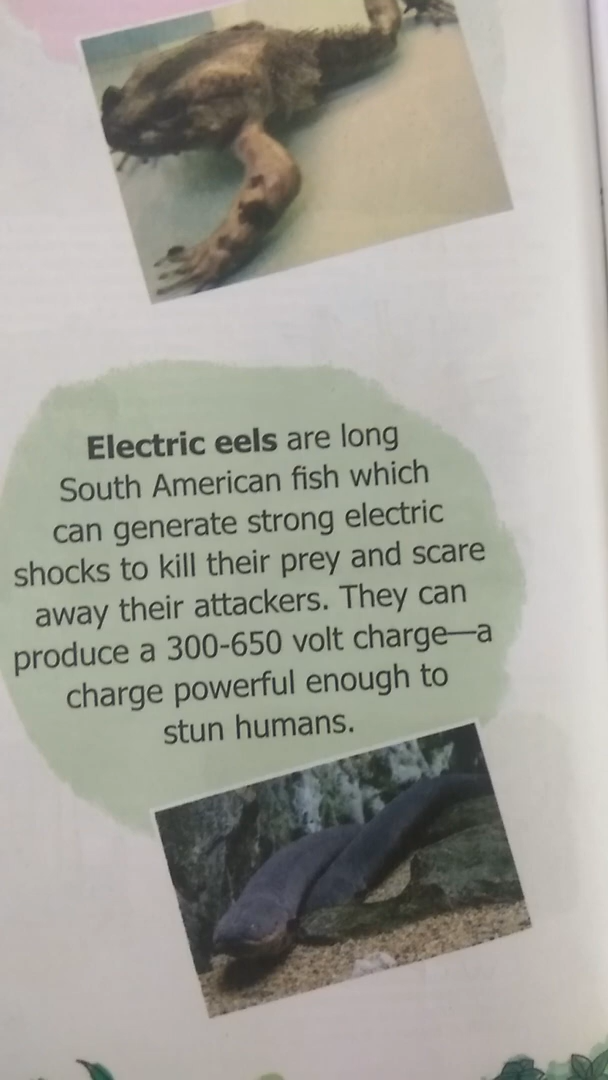 Electric eels are long
South American fish which
can generate strong electric
shocks to kill their prey and scare
away their attackers. They can
produce a 300-650 volt charge—a
charge powerful enough to
stun humans.